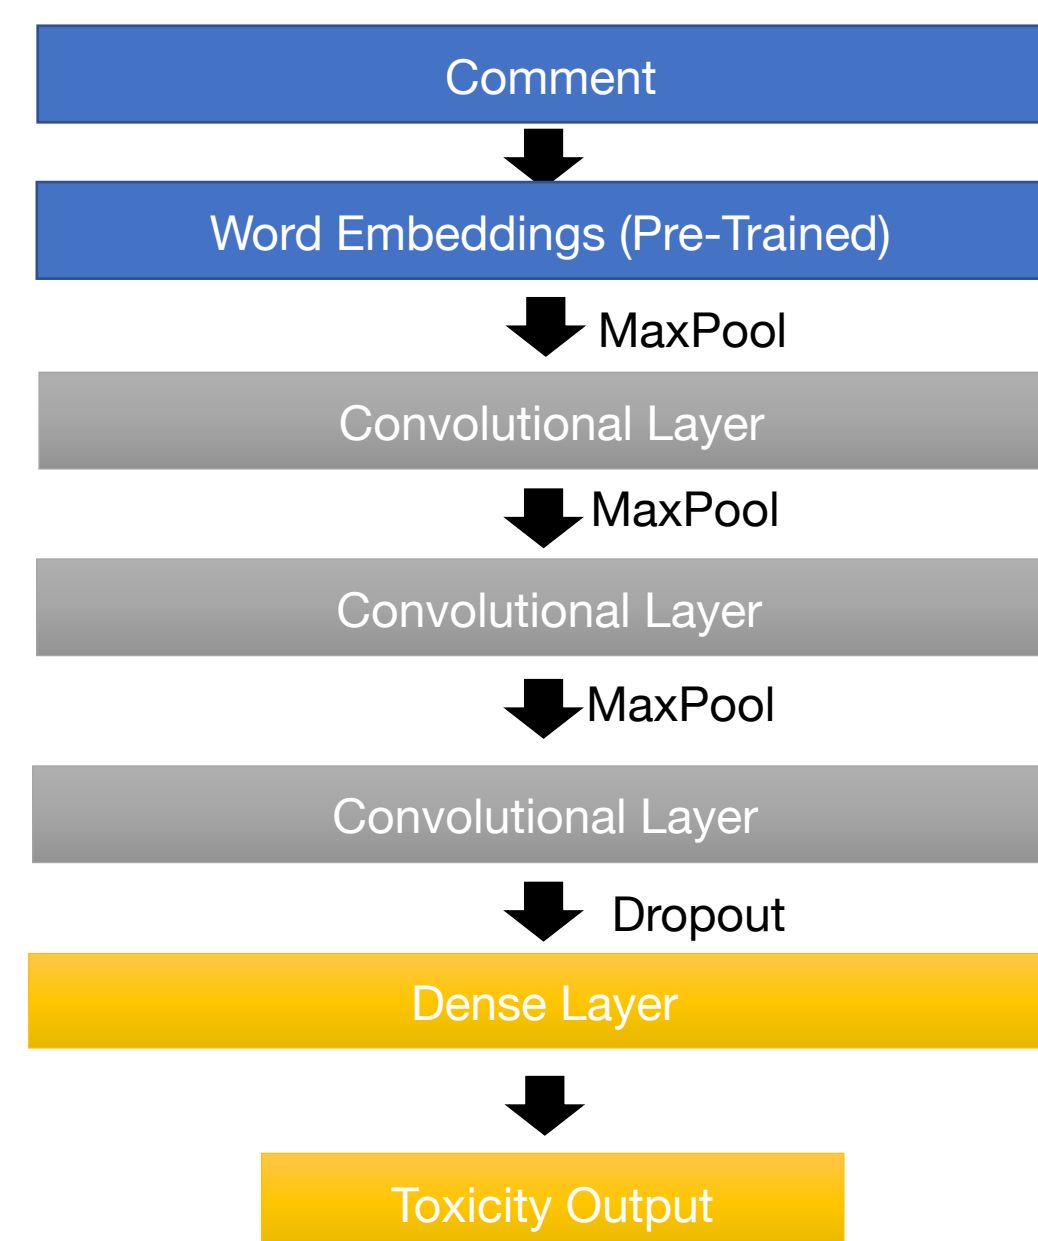 Comment
Word Embeddings (Pre-Trained)
MaxPool
Convolutional Layer
MaxPool
Convolutional Layer
MaxPool
Convolutional Layer
Dropout
Dense Layer
Toxicity Output